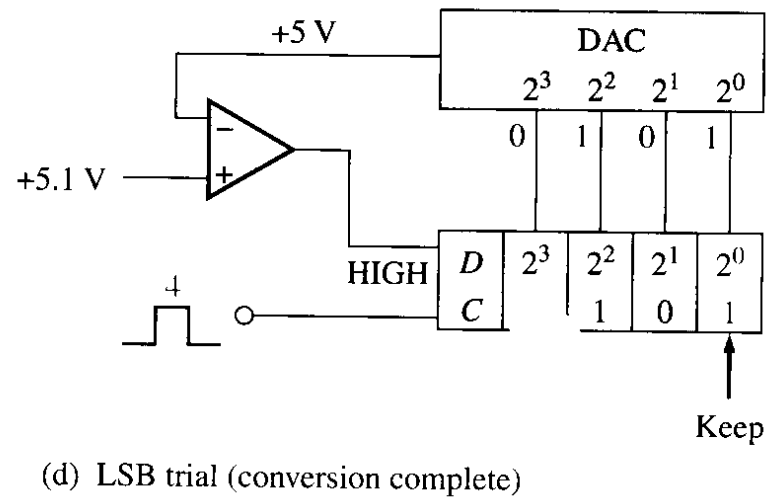 +5 V
DAC
2³ 2² 2¹ 2⁰
0 1 0 1
−
+
+5.1 V
HIGH
D 2³ 2² 2¹ 2⁰
4
C 1 0 1
Keep
(d) LSB trial (conversion complete)